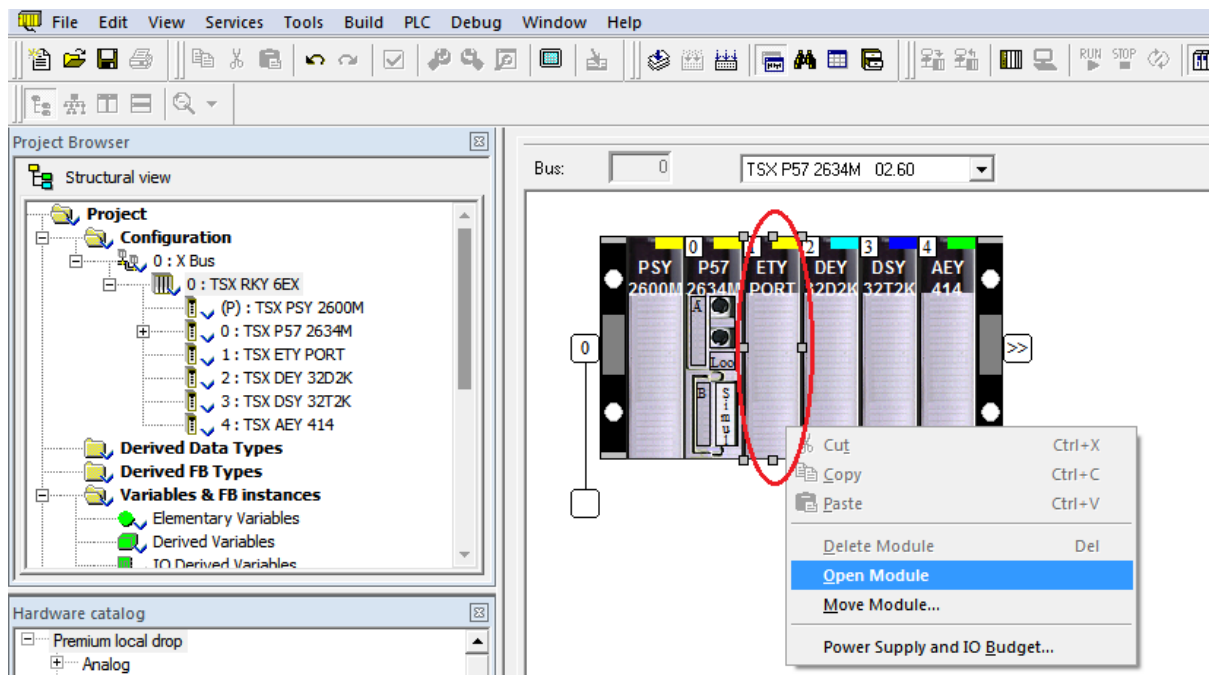 File Edit View Services Tools Build PLC Debug Window Help
RUN STOP
Project Browser
Structural view
Project
Configuration
0 : X Bus
0 : TSX RKY 6EX
(P) : TSX PSY 2600M
0 : TSX P57 2634M
1 : TSX ETY PORT
2 : TSX DEY 32D2K
3 : TSX DSY 32T2K
4 : TSX AEY 414
Derived Data Types
Derived FB Types
Variables & FB instances
Elementary Variables
Derived Variables
IO Derived Variables
Hardware catalog
Premium local drop
Analog
Bus: 0 TSX P57 2634M 02.60
0 1 2 3 4
PSY P57 ETY DEY DSY AEY
2600M 2634M PORT 32D2K 32T2K 414
A
Loo
B
Simul
0
>>
Cut Ctrl+X
Copy Ctrl+C
Paste Ctrl+V
Delete Module Del
Open Module
Move Module...
Power Supply and IO Budget...